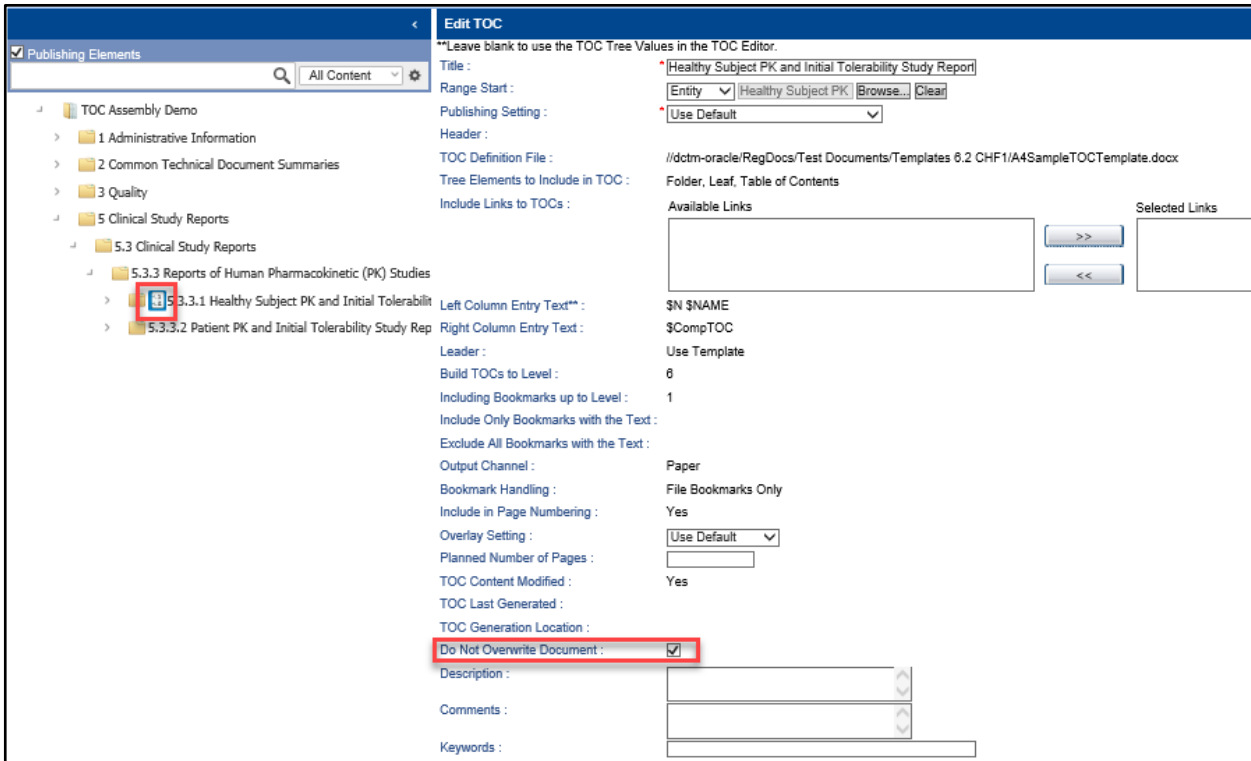 Publishing Elements
All Content
TOC Assembly Demo
1 Administrative Information
2 Common Technical Document Summaries
3 Quality
5 Clinical Study Reports
5.3 Clinical Study Reports
5.3.3 Reports of Human Pharmacokinetic (PK) Studies
5.3.3.1 Healthy Subject PK and Initial Tolerabilit
5.3.3.2 Patient PK and Initial Tolerability Study Rep
Edit TOC
**Leave blank to use the TOC Tree Values in the TOC Editor.
Title : * Healthy Subject PK and Initial Tolerability Study Report
Range Start : Entity Healthy Subject PK Browse... Clear
Publishing Setting : * Use Default
Header :
TOC Definition File : //dctm-oracle/RegDocs/Test Documents/Templates 6.2 CHF1/A4SampleTOCTemplate.docx
Tree Elements to Include in TOC : Folder, Leaf, Table of Contents
Include Links to TOCs : Available Links Selected Links
>>
<<
Left Column Entry Text** : $N $NAME
Right Column Entry Text : $CompTOC
Leader : Use Template
Build TOCs to Level : 6
Including Bookmarks up to Level : 1
Include Only Bookmarks with the Text :
Exclude All Bookmarks with the Text :
Output Channel : Paper
Bookmark Handling : File Bookmarks Only
Include in Page Numbering : Yes
Overlay Setting : Use Default
Planned Number of Pages :
TOC Content Modified : Yes
TOC Last Generated :
TOC Generation Location :
Do Not Overwrite Document :
Description :
Comments :
Keywords :